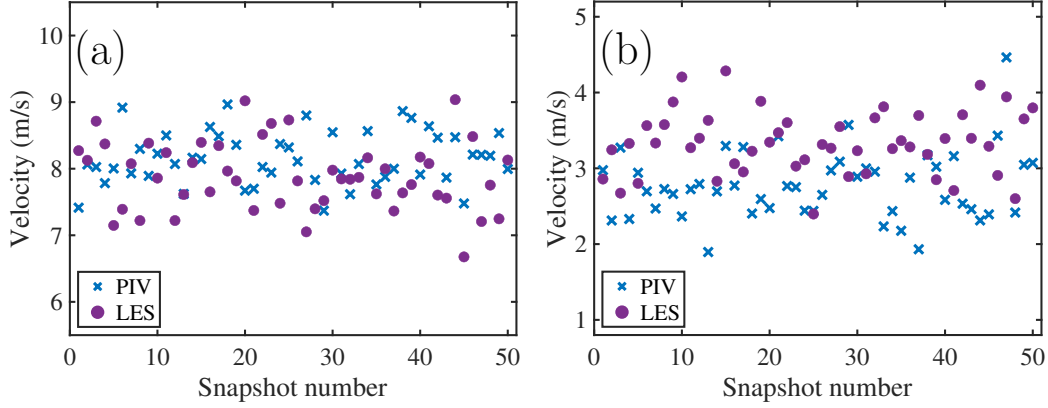 (a)
Velocity (m/s)
10
9
8
7
6
PIV
LES
0 10 20 30 40 50
Snapshot number
(b)
Velocity (m/s)
5
4
3
2
1
PIV
LES
0 10 20 30 40 50
Snapshot number